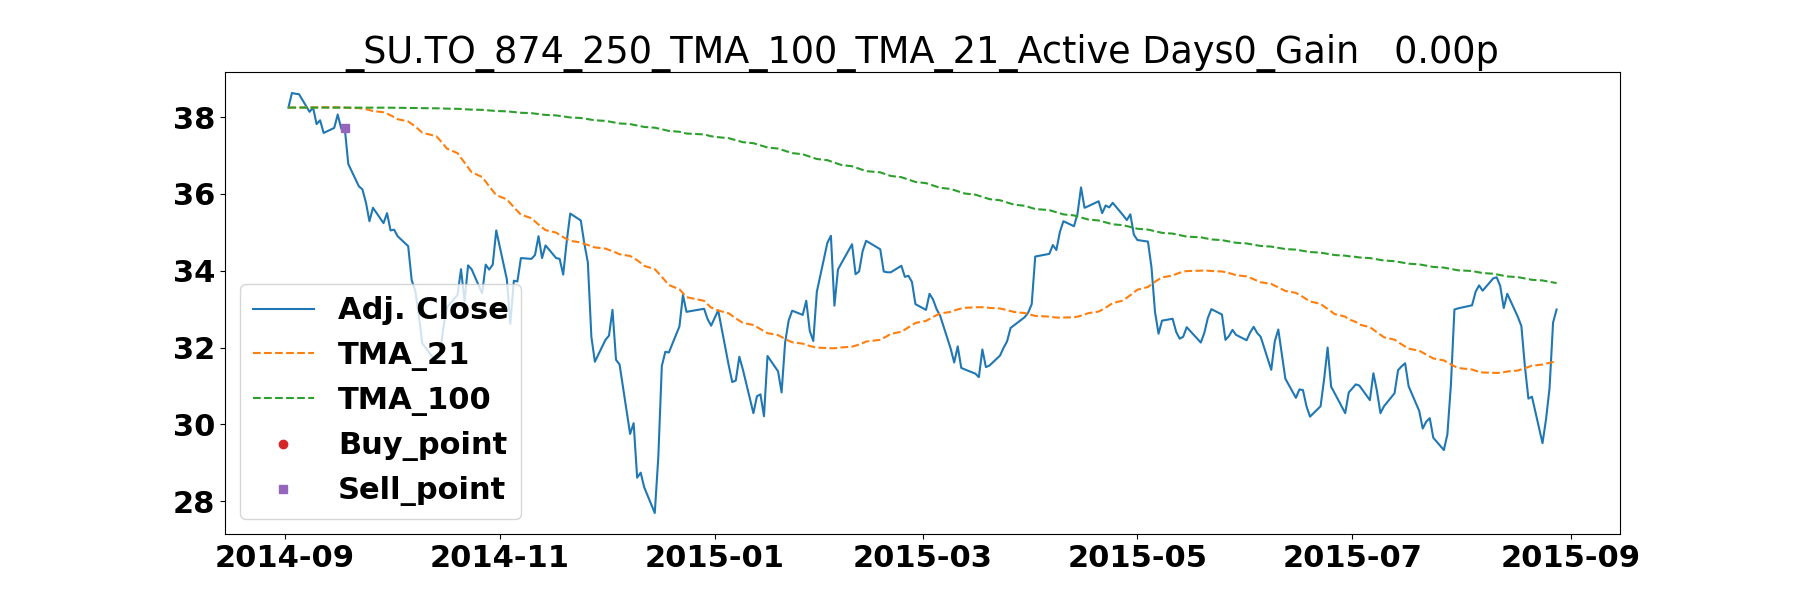 _SU.TO_874_250_TMA_100_TMA_21_Active Days0_Gain   0.00p
38
36
34
32
30
28
Adj. Close
TMA_21
TMA_100
Buy_point
Sell_point
2014-09 2014-11 2015-01 2015-03 2015-05 2015-07 2015-09